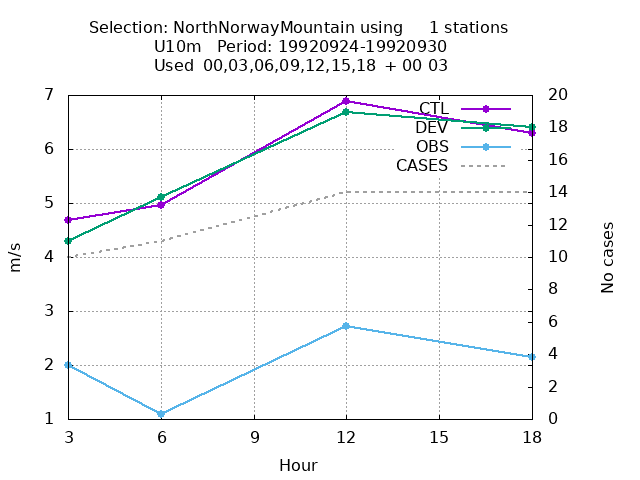 Selection: NorthNorwayMountain using     1 stations
U10m   Period: 19920924-19920930
Used  00,03,06,09,12,15,18  + 00 03
7
6
5
4
3
2
1
m/s
20
18
16
14
12
10
8
6
4
2
0
No cases
CTL
DEV
OBS
CASES
3 6 9 12 15 18
Hour